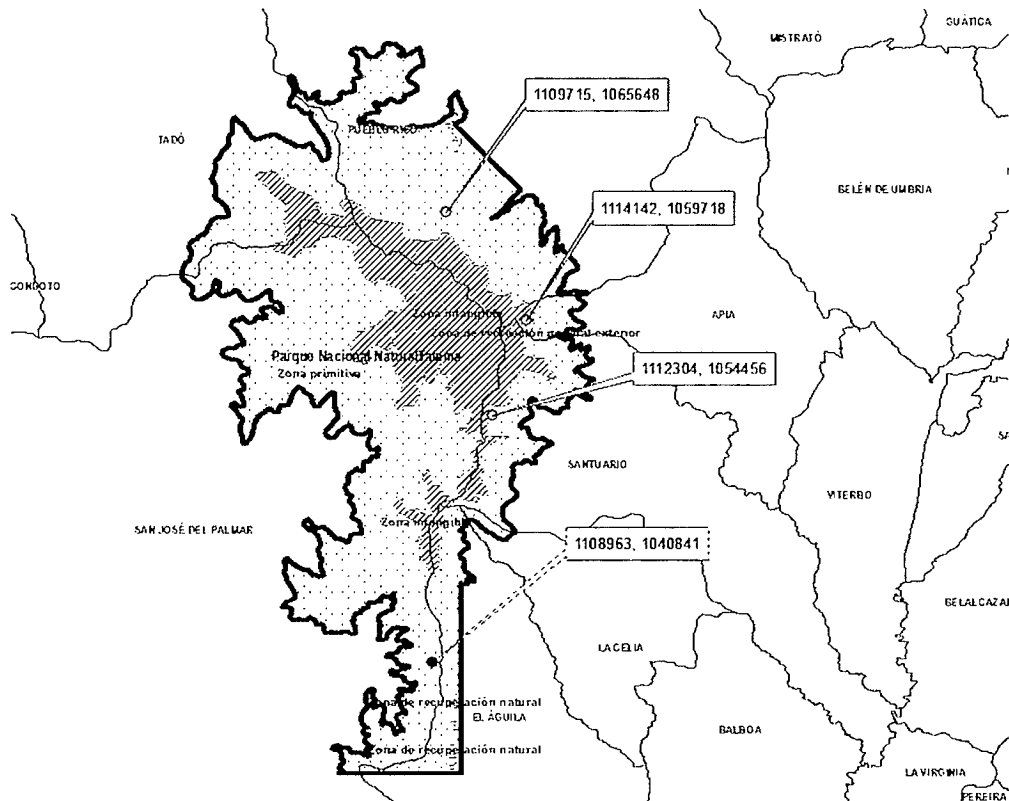 GUÁTICA
MISTRATÓ
1109715, 1065648
PUEBLO RICO
TADÓ
BELÉN DE UMBRIA
1114142, 1059718
CONDOTO
Zona intangible
APIA
Zona de recreación general exterior
Parque Nacional Natural Tatamá
1112304, 1054456
Zona primitiva
SANTUARIO
VITERBO
Zona intangible
SAN JOSÉ DEL PALMAR
1108963, 1040841
BELALCAZAR
LA CELIA
Zona de recuperación natural
EL ÁGUILA
BALBOA
Zona de recuperación natural
LA VIRGINIA
PEREIRA